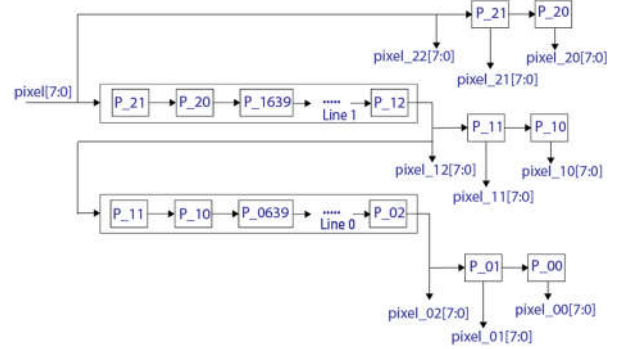 P_21 P_20
pixel_22[7:0] pixel_20[7:0]
pixel_21[7:0]
pixel[7:0]
P_21 P_20 P_1639 ..... P_12
Line 1
P_11 P_10
pixel_12[7:0] pixel_10[7:0]
pixel_11[7:0]
P_11 P_10 P_0639 ..... P_02
Line 0
P_01 P_00
pixel_02[7:0] pixel_00[7:0]
pixel_01[7:0]